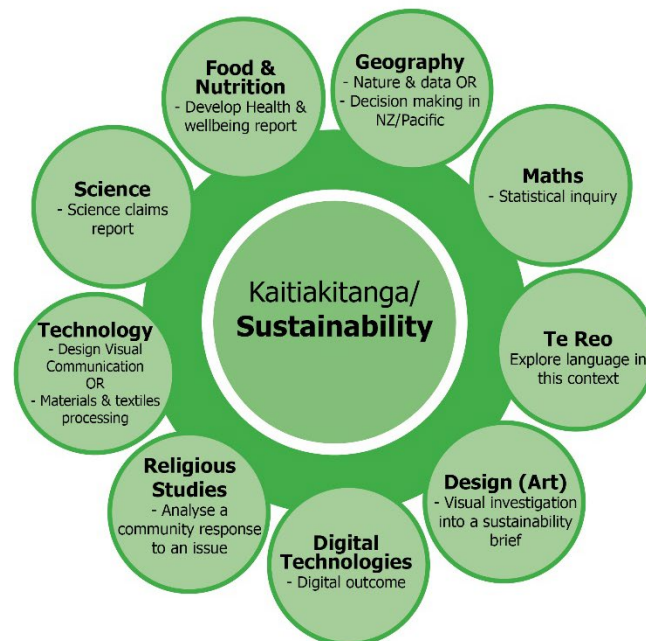 Kaitiakitanga/
Sustainability
Food &
Nutrition
- Develop Health &
wellbeing report
Geography
- Nature & data OR
- Decision making in
NZ/Pacific
Maths
- Statistical inquiry
Te Reo
Explore language in
this context
Design (Art)
- Visual investigation
into a sustainability
brief
Digital
Technologies
- Digital outcome
Religious
Studies
- Analyse a
community response
to an issue
Technology
- Design Visual
Communication
OR
- Materials & textiles
processing
Science
- Science claims
report